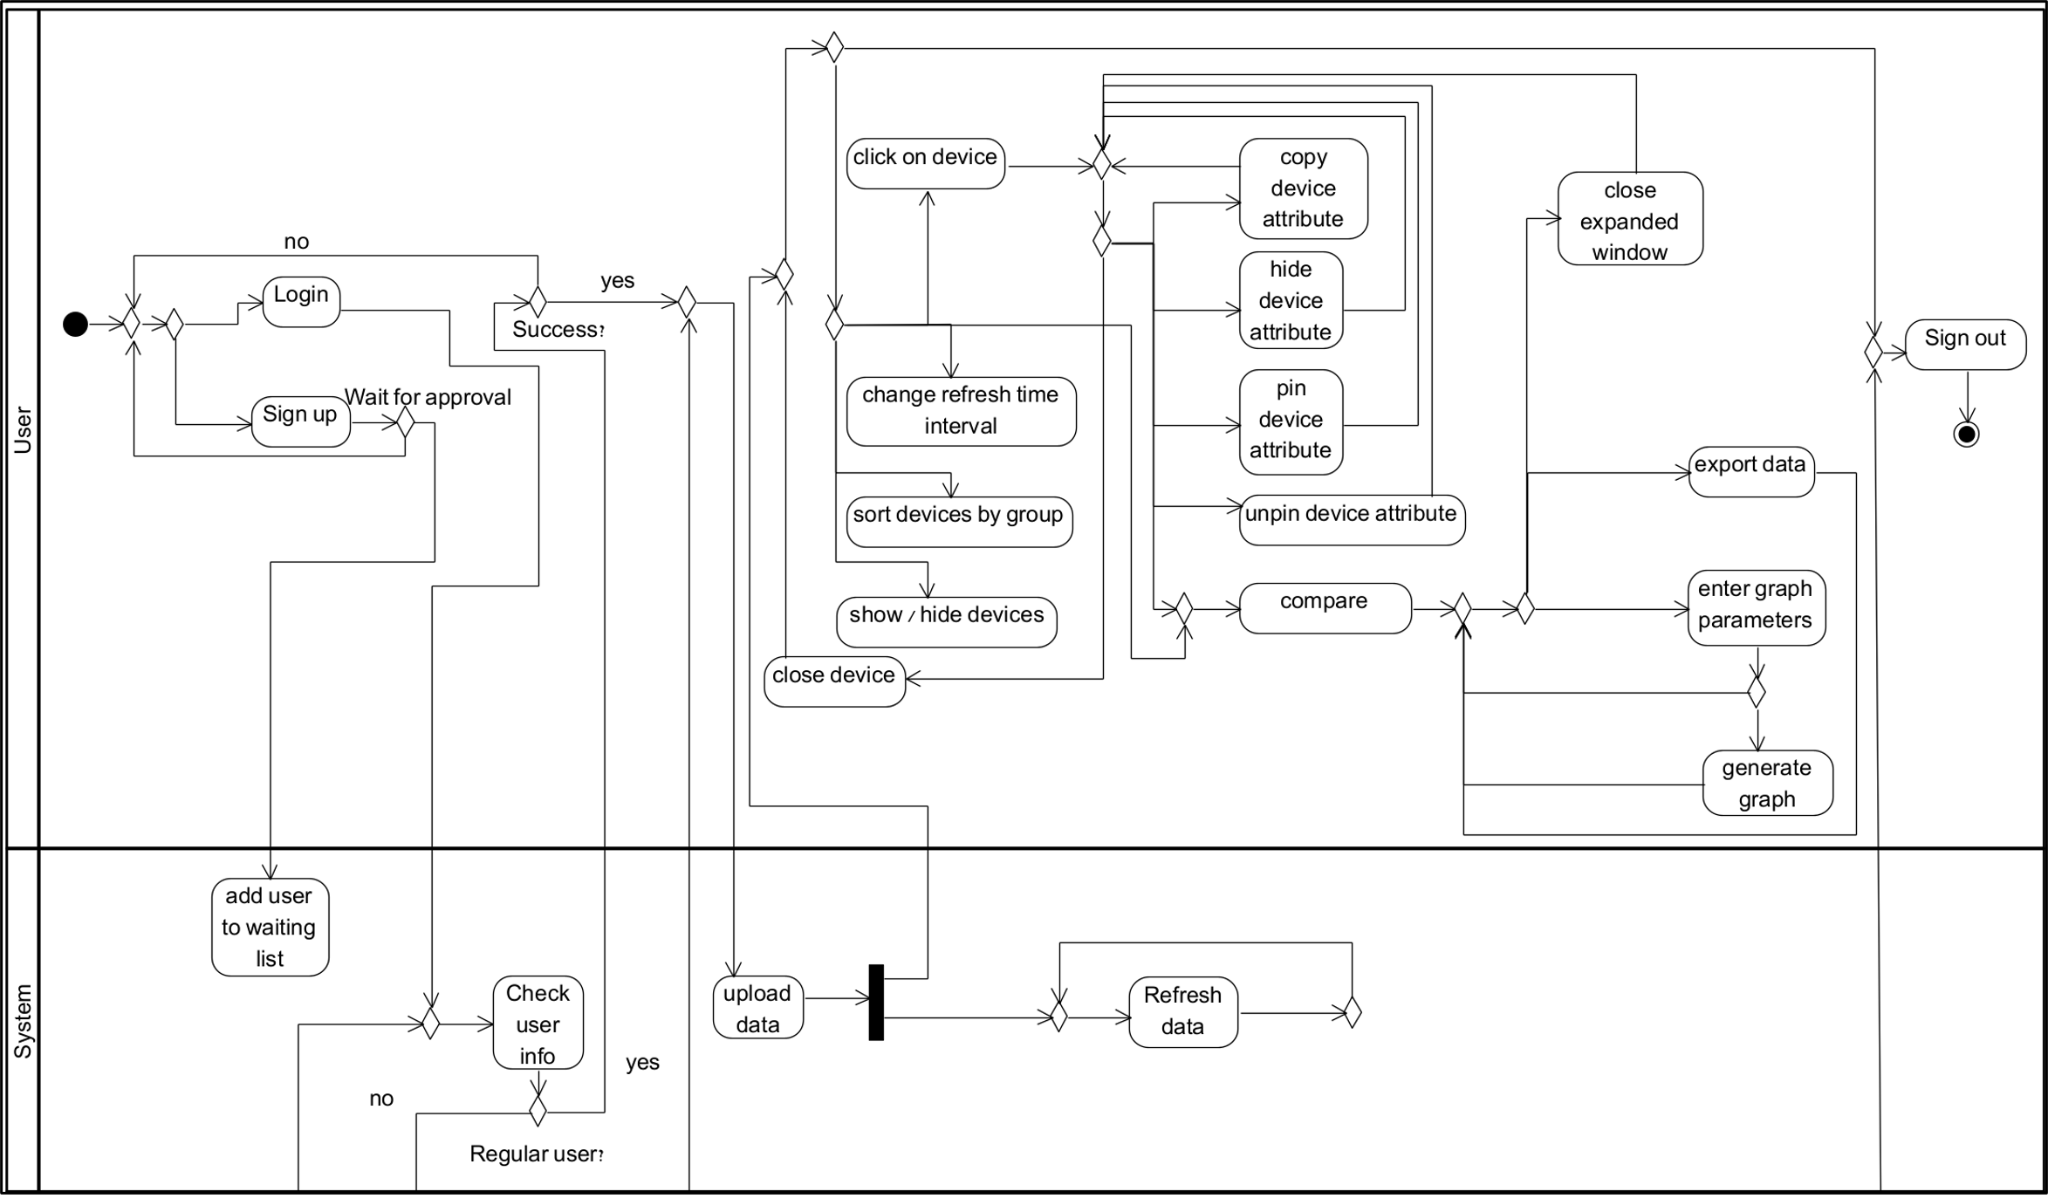 User
no
Login
yes
Success?
Wait for approval
Sign up
click on device
change refresh time
interval
sort devices by group
show / hide devices
close device
copy
device
attribute
hide
device
attribute
pin
device
attribute
unpin device attribute
compare
close
expanded
window
export data
enter graph
parameters
generate
graph
Sign out
System
add user
to waiting
list
Check
user
info
no
yes
Regular user?
upload
data
Refresh
data